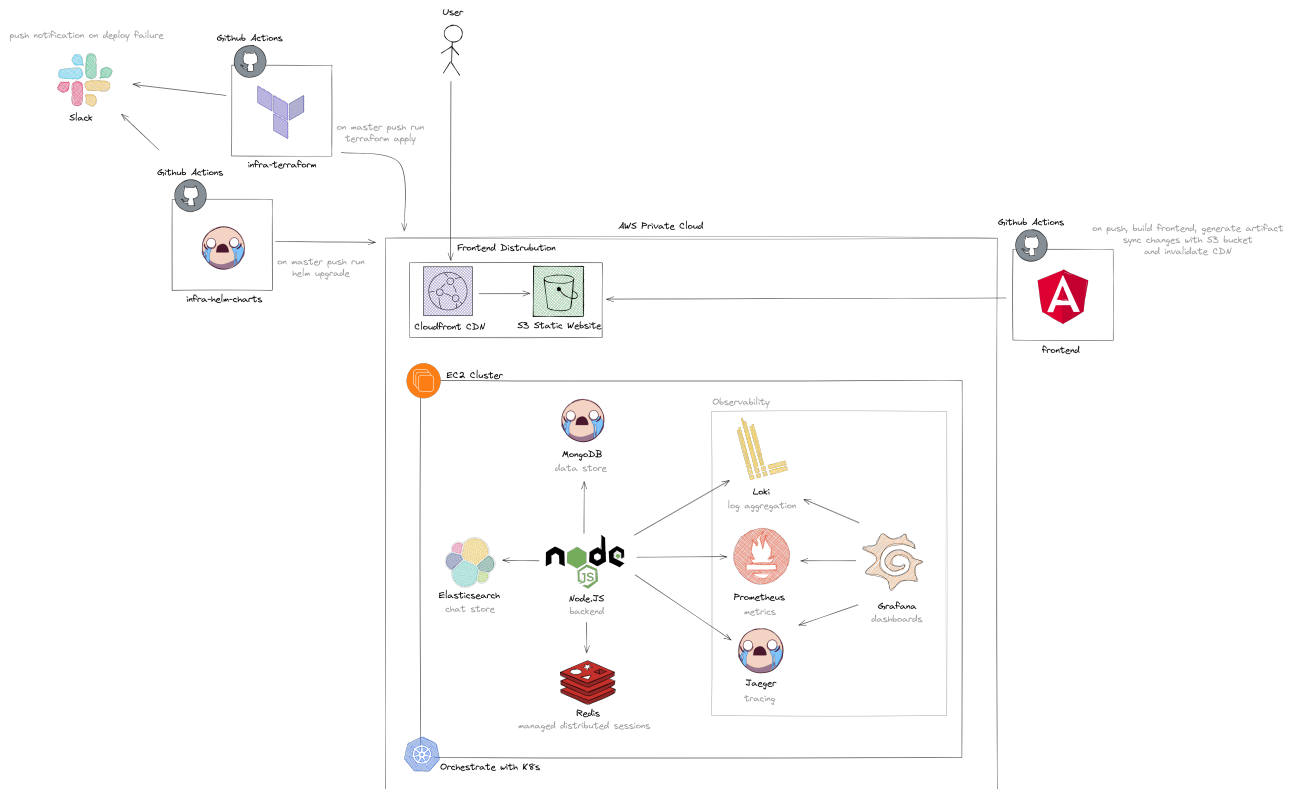 User
push notification on deploy failure
Github Actions
Slack
on master push run
terraform apply
infra-terraform
Github Actions
on master push run
helm upgrade
infra-helm-charts
AWS Private Cloud
Frontend Distrubution
Cloudfront CDN
S3 Static Website
Github Actions
on push, build frontend, generate artifact
sync changes with S3 bucket
and invalidate CDN
frontend
EC2 Cluster
MongoDB
data store
Observability
Loki
log aggregation
Elasticsearch
chat store
node
JS
Node.JS
backend
Prometheus
metrics
Grafana
dashboards
Jaeger
tracing
Redis
managed distributed sessions
Orchestrate with K8s